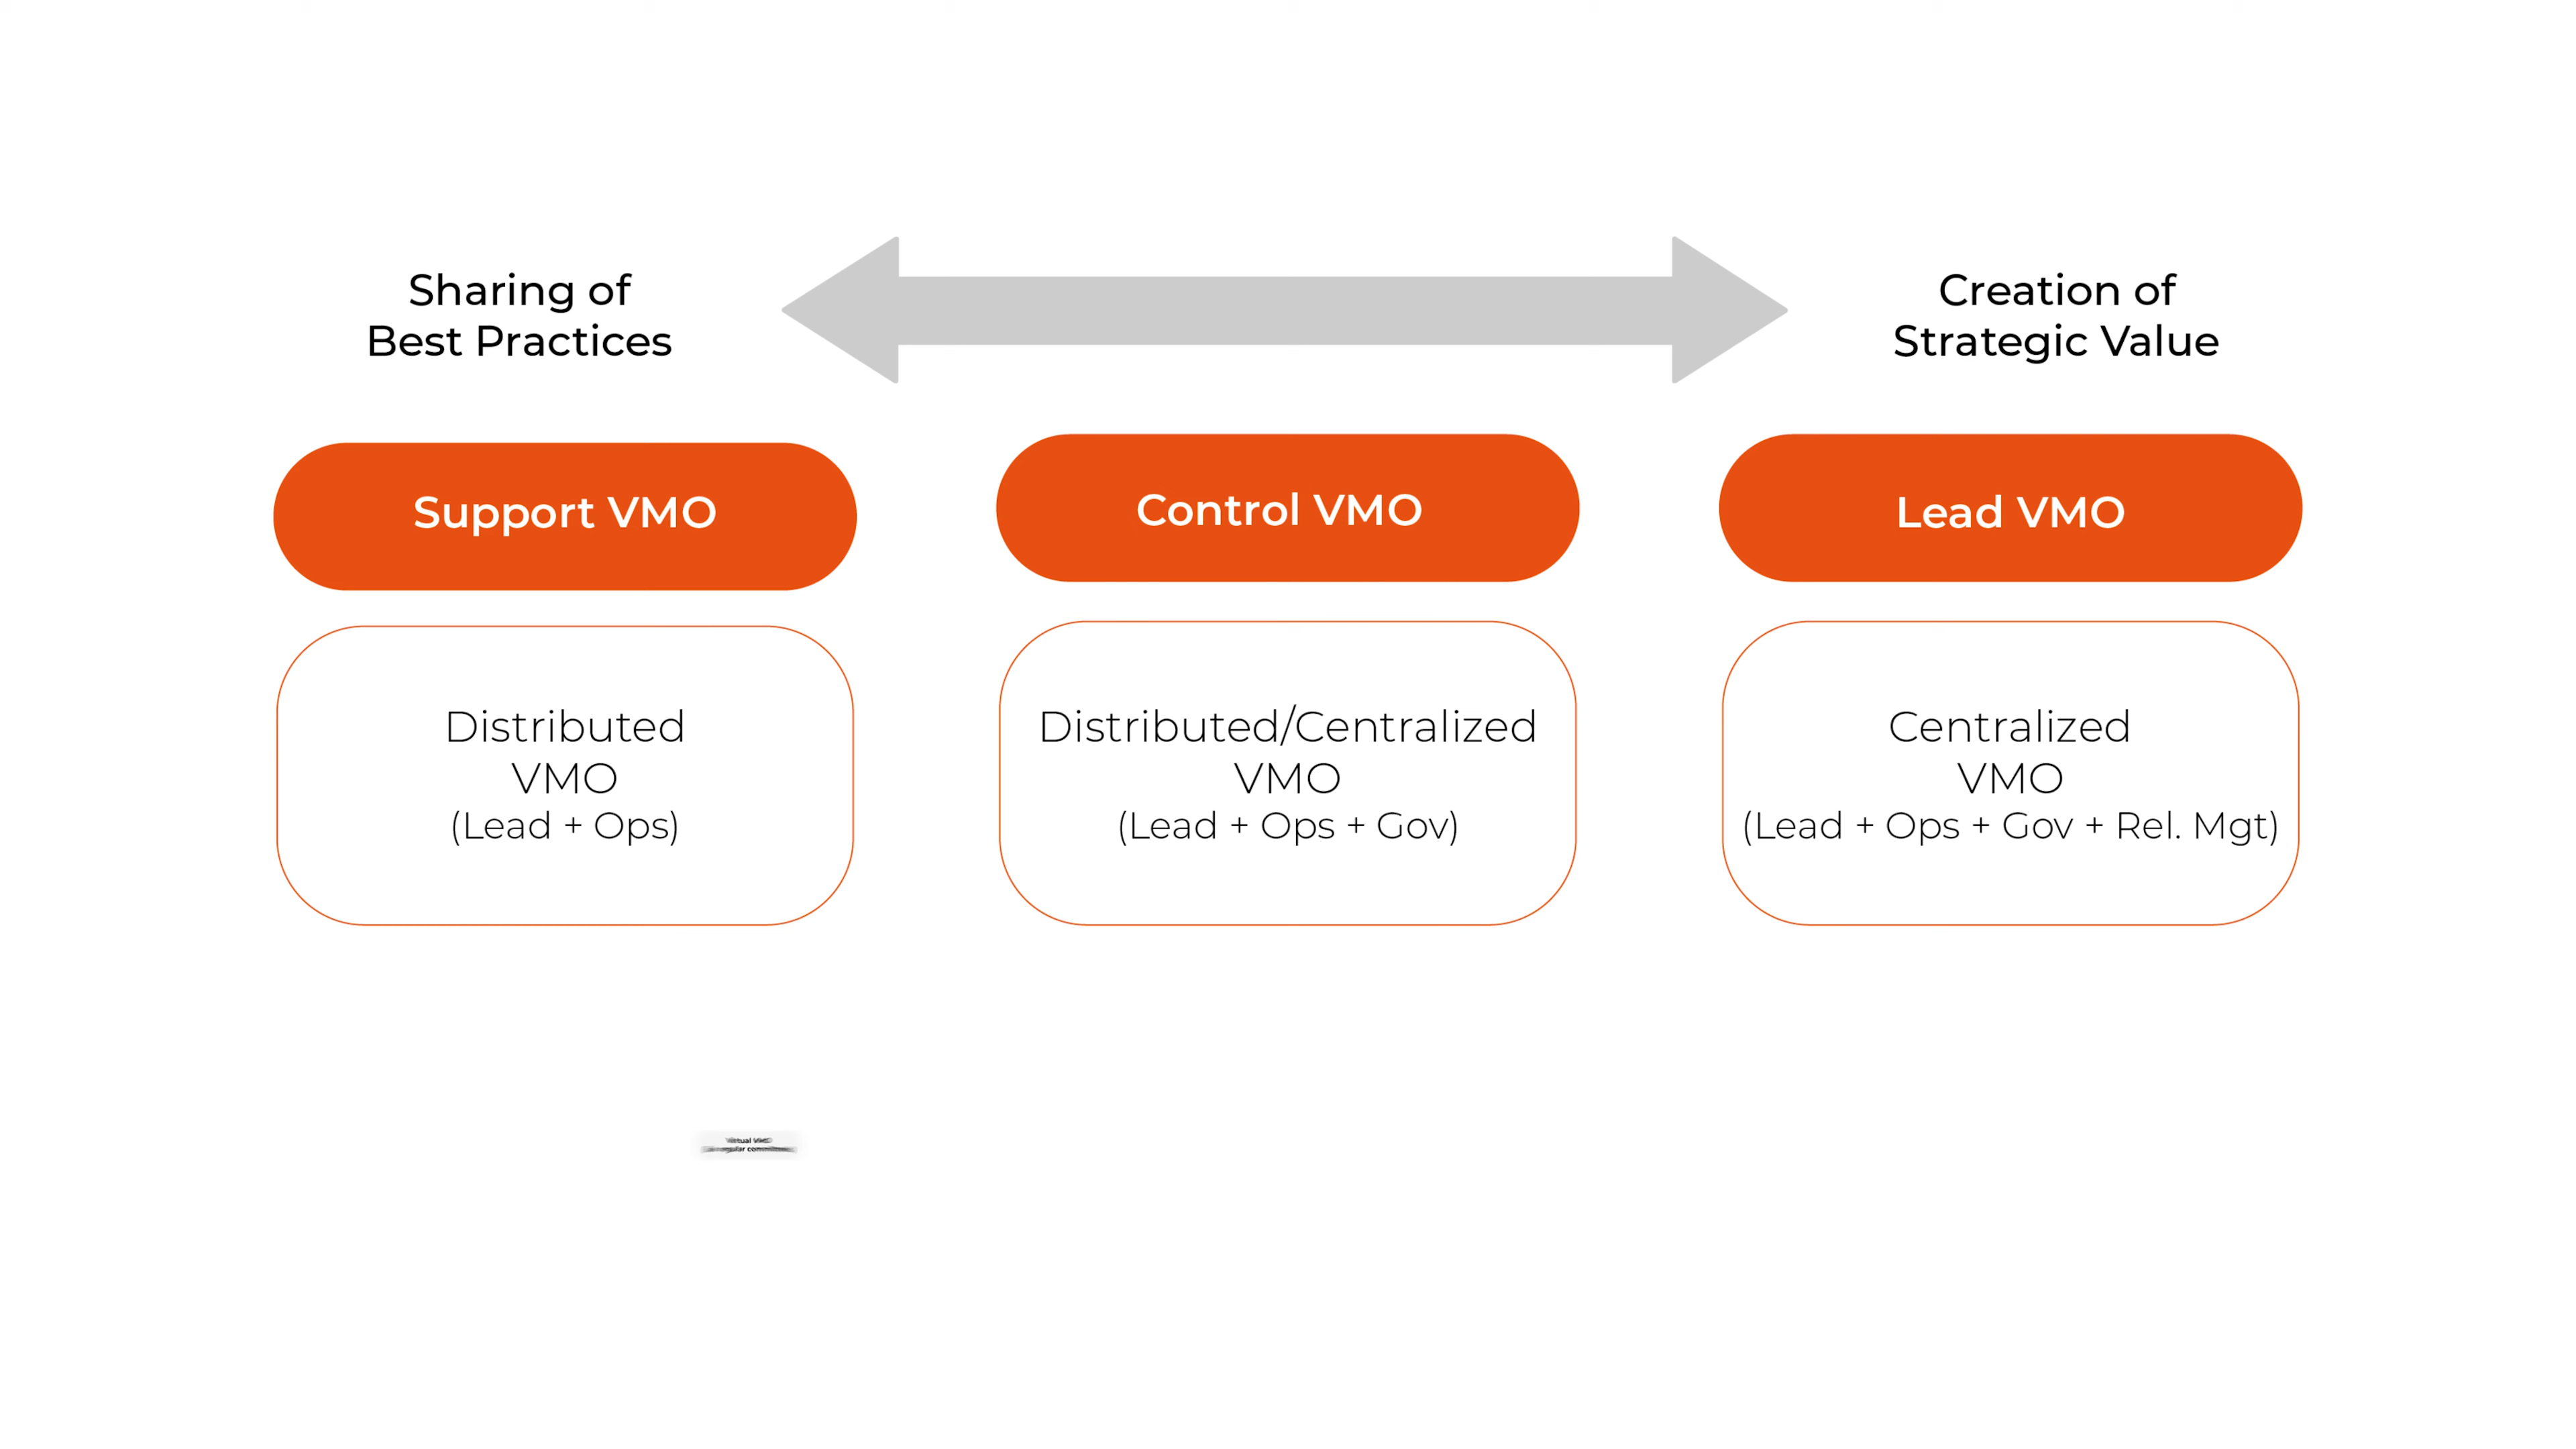 Sharing of
Best Practices
Creation of
Strategic Value
Support VMO
Control VMO
Lead VMO
Distributed
VMO
(Lead + Ops)
Distributed/Centralized
VMO
(Lead + Ops + Gov)
Centralized
VMO
(Lead + Ops + Gov + Rel. Mgt)